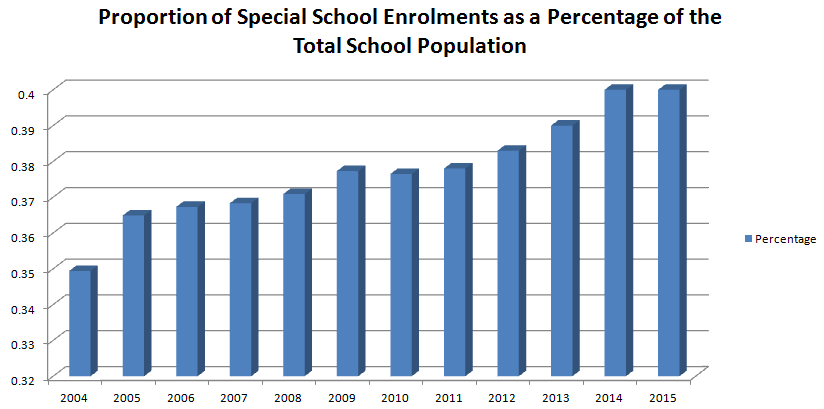 Proportion of Special School Enrolments as a Percentage of the
Total School Population
0.4
0.39
0.38
0.37
0.36
0.35
0.34
0.33
0.32
2004 2005 2006 2007 2008 2009 2010 2011 2012 2013 2014 2015
Percentage